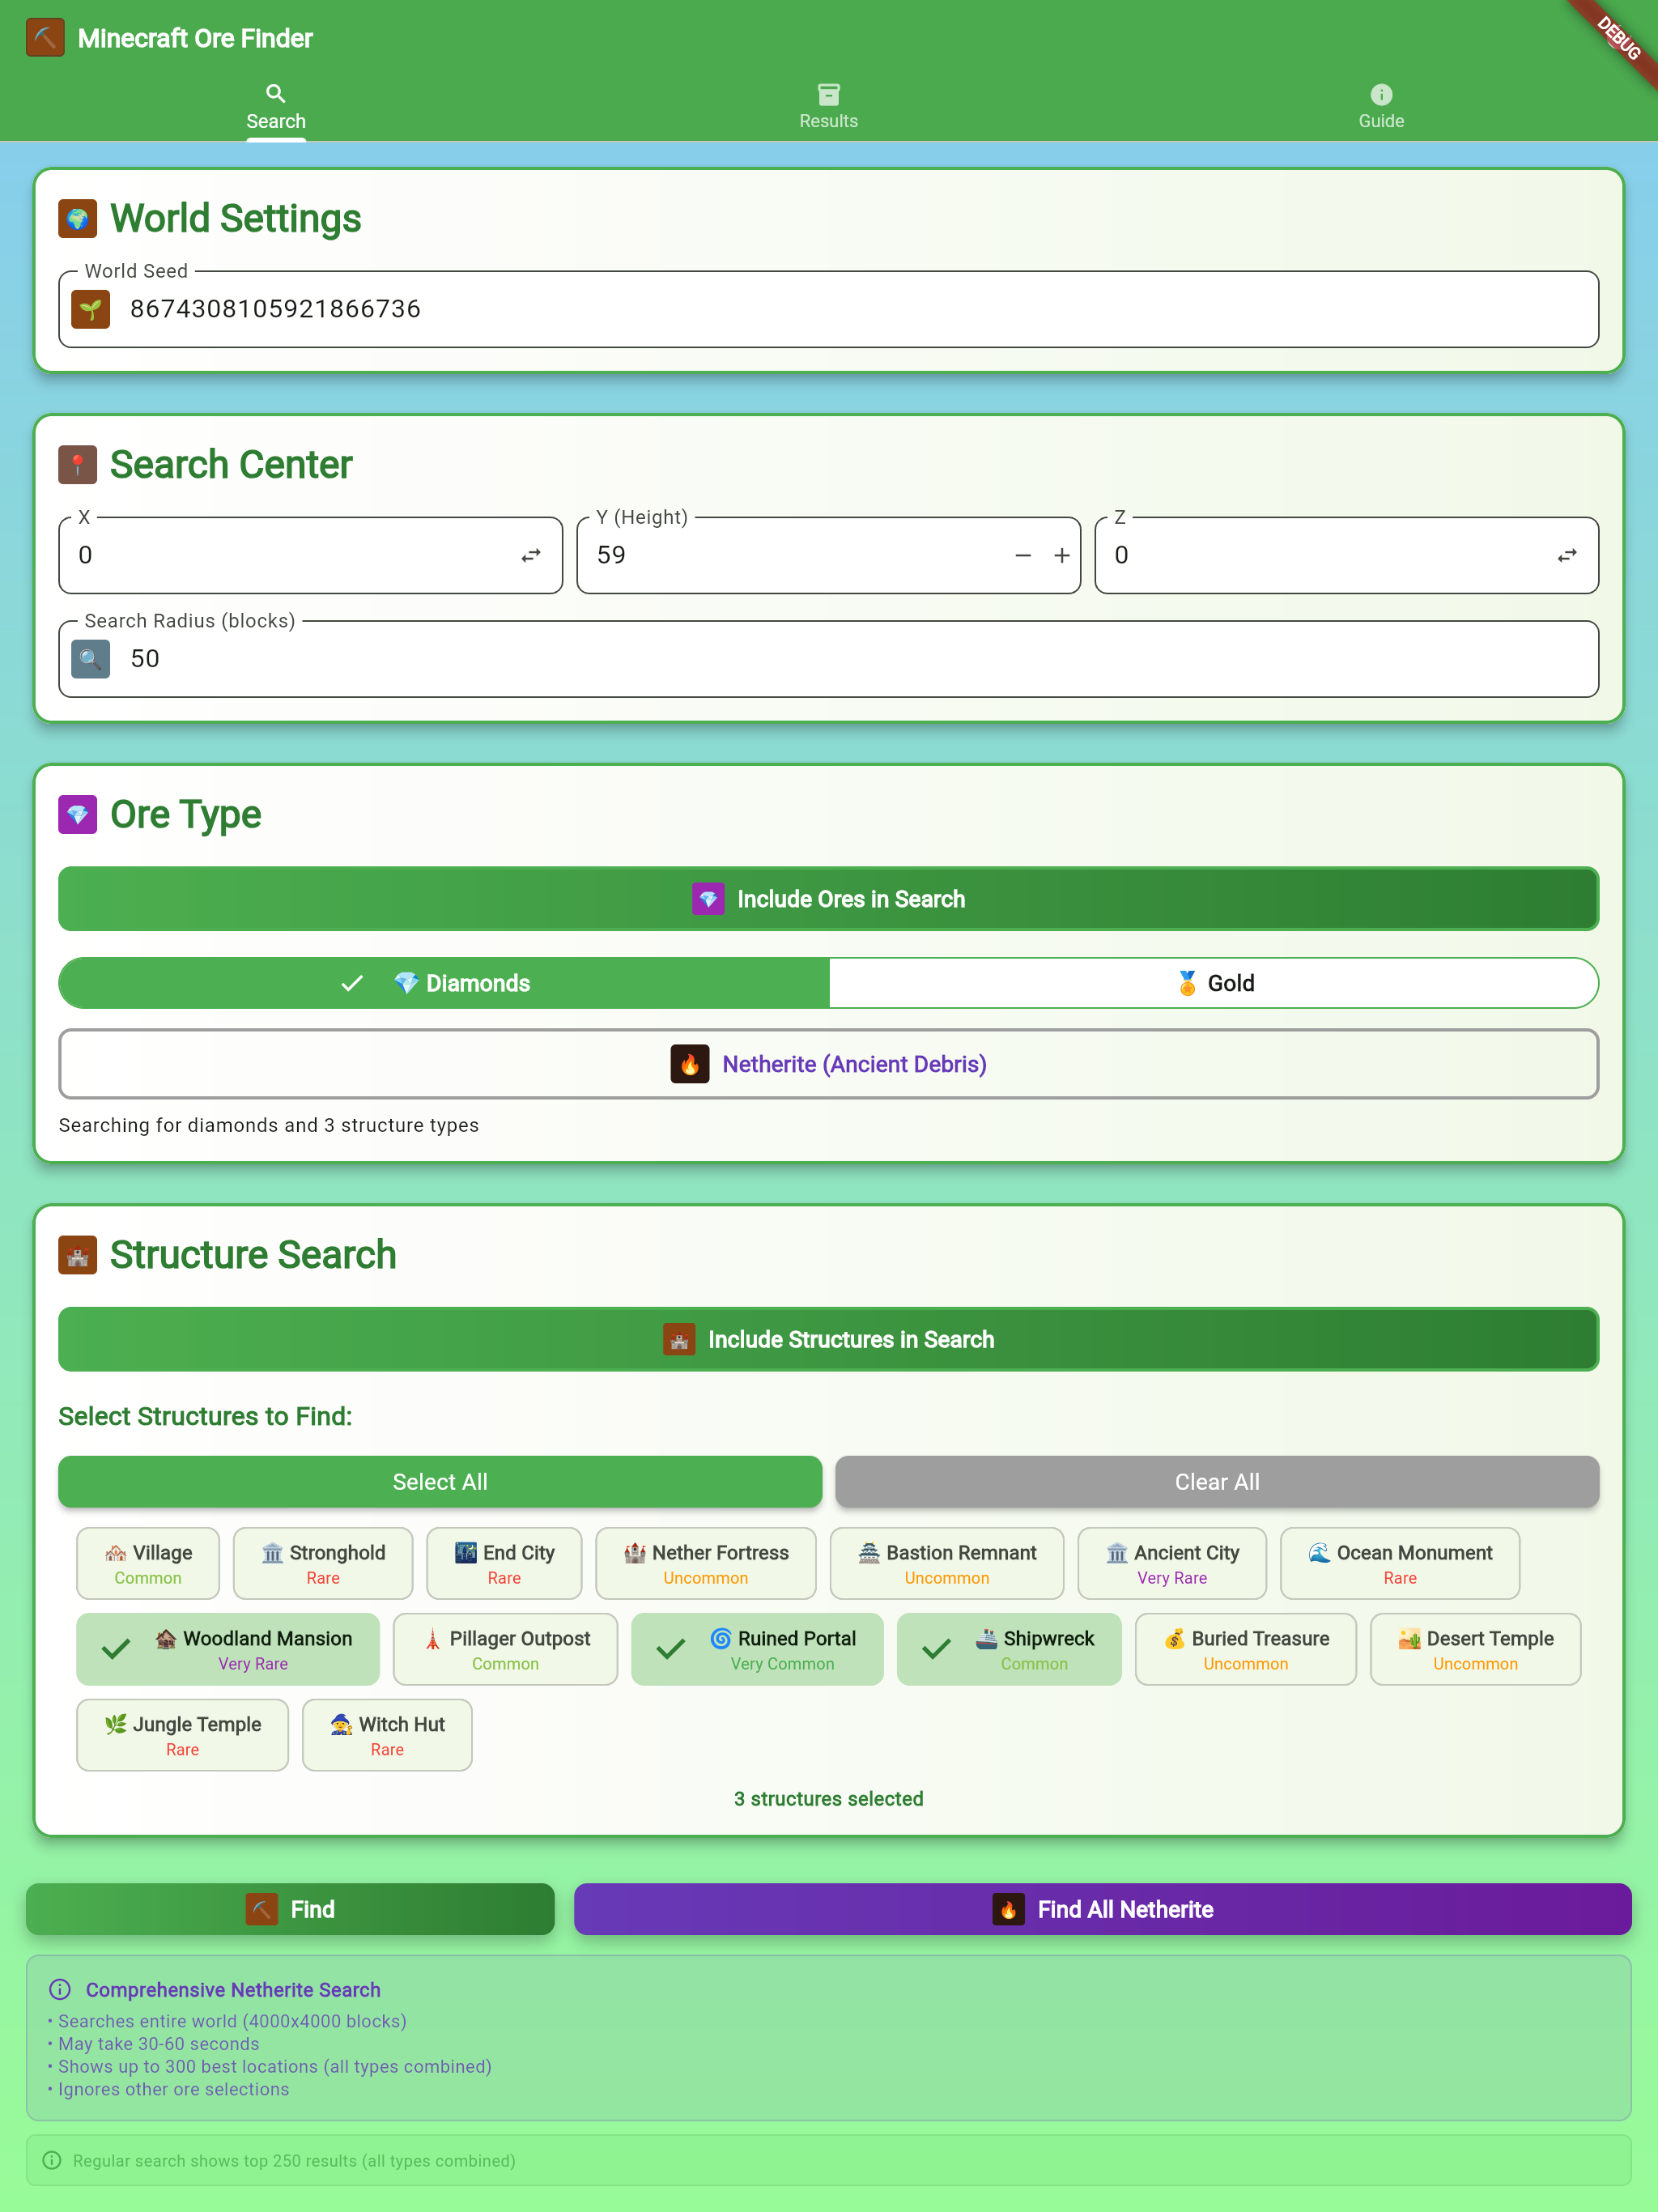 Minecraft Ore Finder
DEBUG
Search
Results
Guide
World Settings
World Seed
8674308105921866736
Search Center
X
0
Y (Height)
59
Z
0
Search Radius (blocks)
50
Ore Type
Include Ores in Search
Diamonds
Gold
Netherite (Ancient Debris)
Searching for diamonds and 3 structure types
Structure Search
Include Structures in Search
Select Structures to Find:
Select All
Clear All
Village
Common
Stronghold
Rare
End City
Rare
Nether Fortress
Uncommon
Bastion Remnant
Uncommon
Ancient City
Very Rare
Ocean Monument
Rare
Woodland Mansion
Very Rare
Pillager Outpost
Common
Ruined Portal
Very Common
Shipwreck
Common
Buried Treasure
Uncommon
Desert Temple
Uncommon
Jungle Temple
Rare
Witch Hut
Rare
3 structures selected
Find
Find All Netherite
Comprehensive Netherite Search
• Searches entire world (4000x4000 blocks)
• May take 30-60 seconds
• Shows up to 300 best locations (all types combined)
• Ignores other ore selections
Regular search shows top 250 results (all types combined)